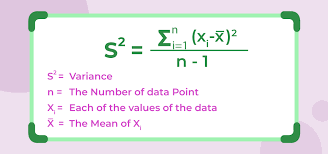 S² = Σⁿᵢ₌₁ (xᵢ-x̄)² / n - 1
S² = Variance
n = The Number of data Point
Xᵢ = Each of the values of the data
X̄ = The Mean of Xᵢ